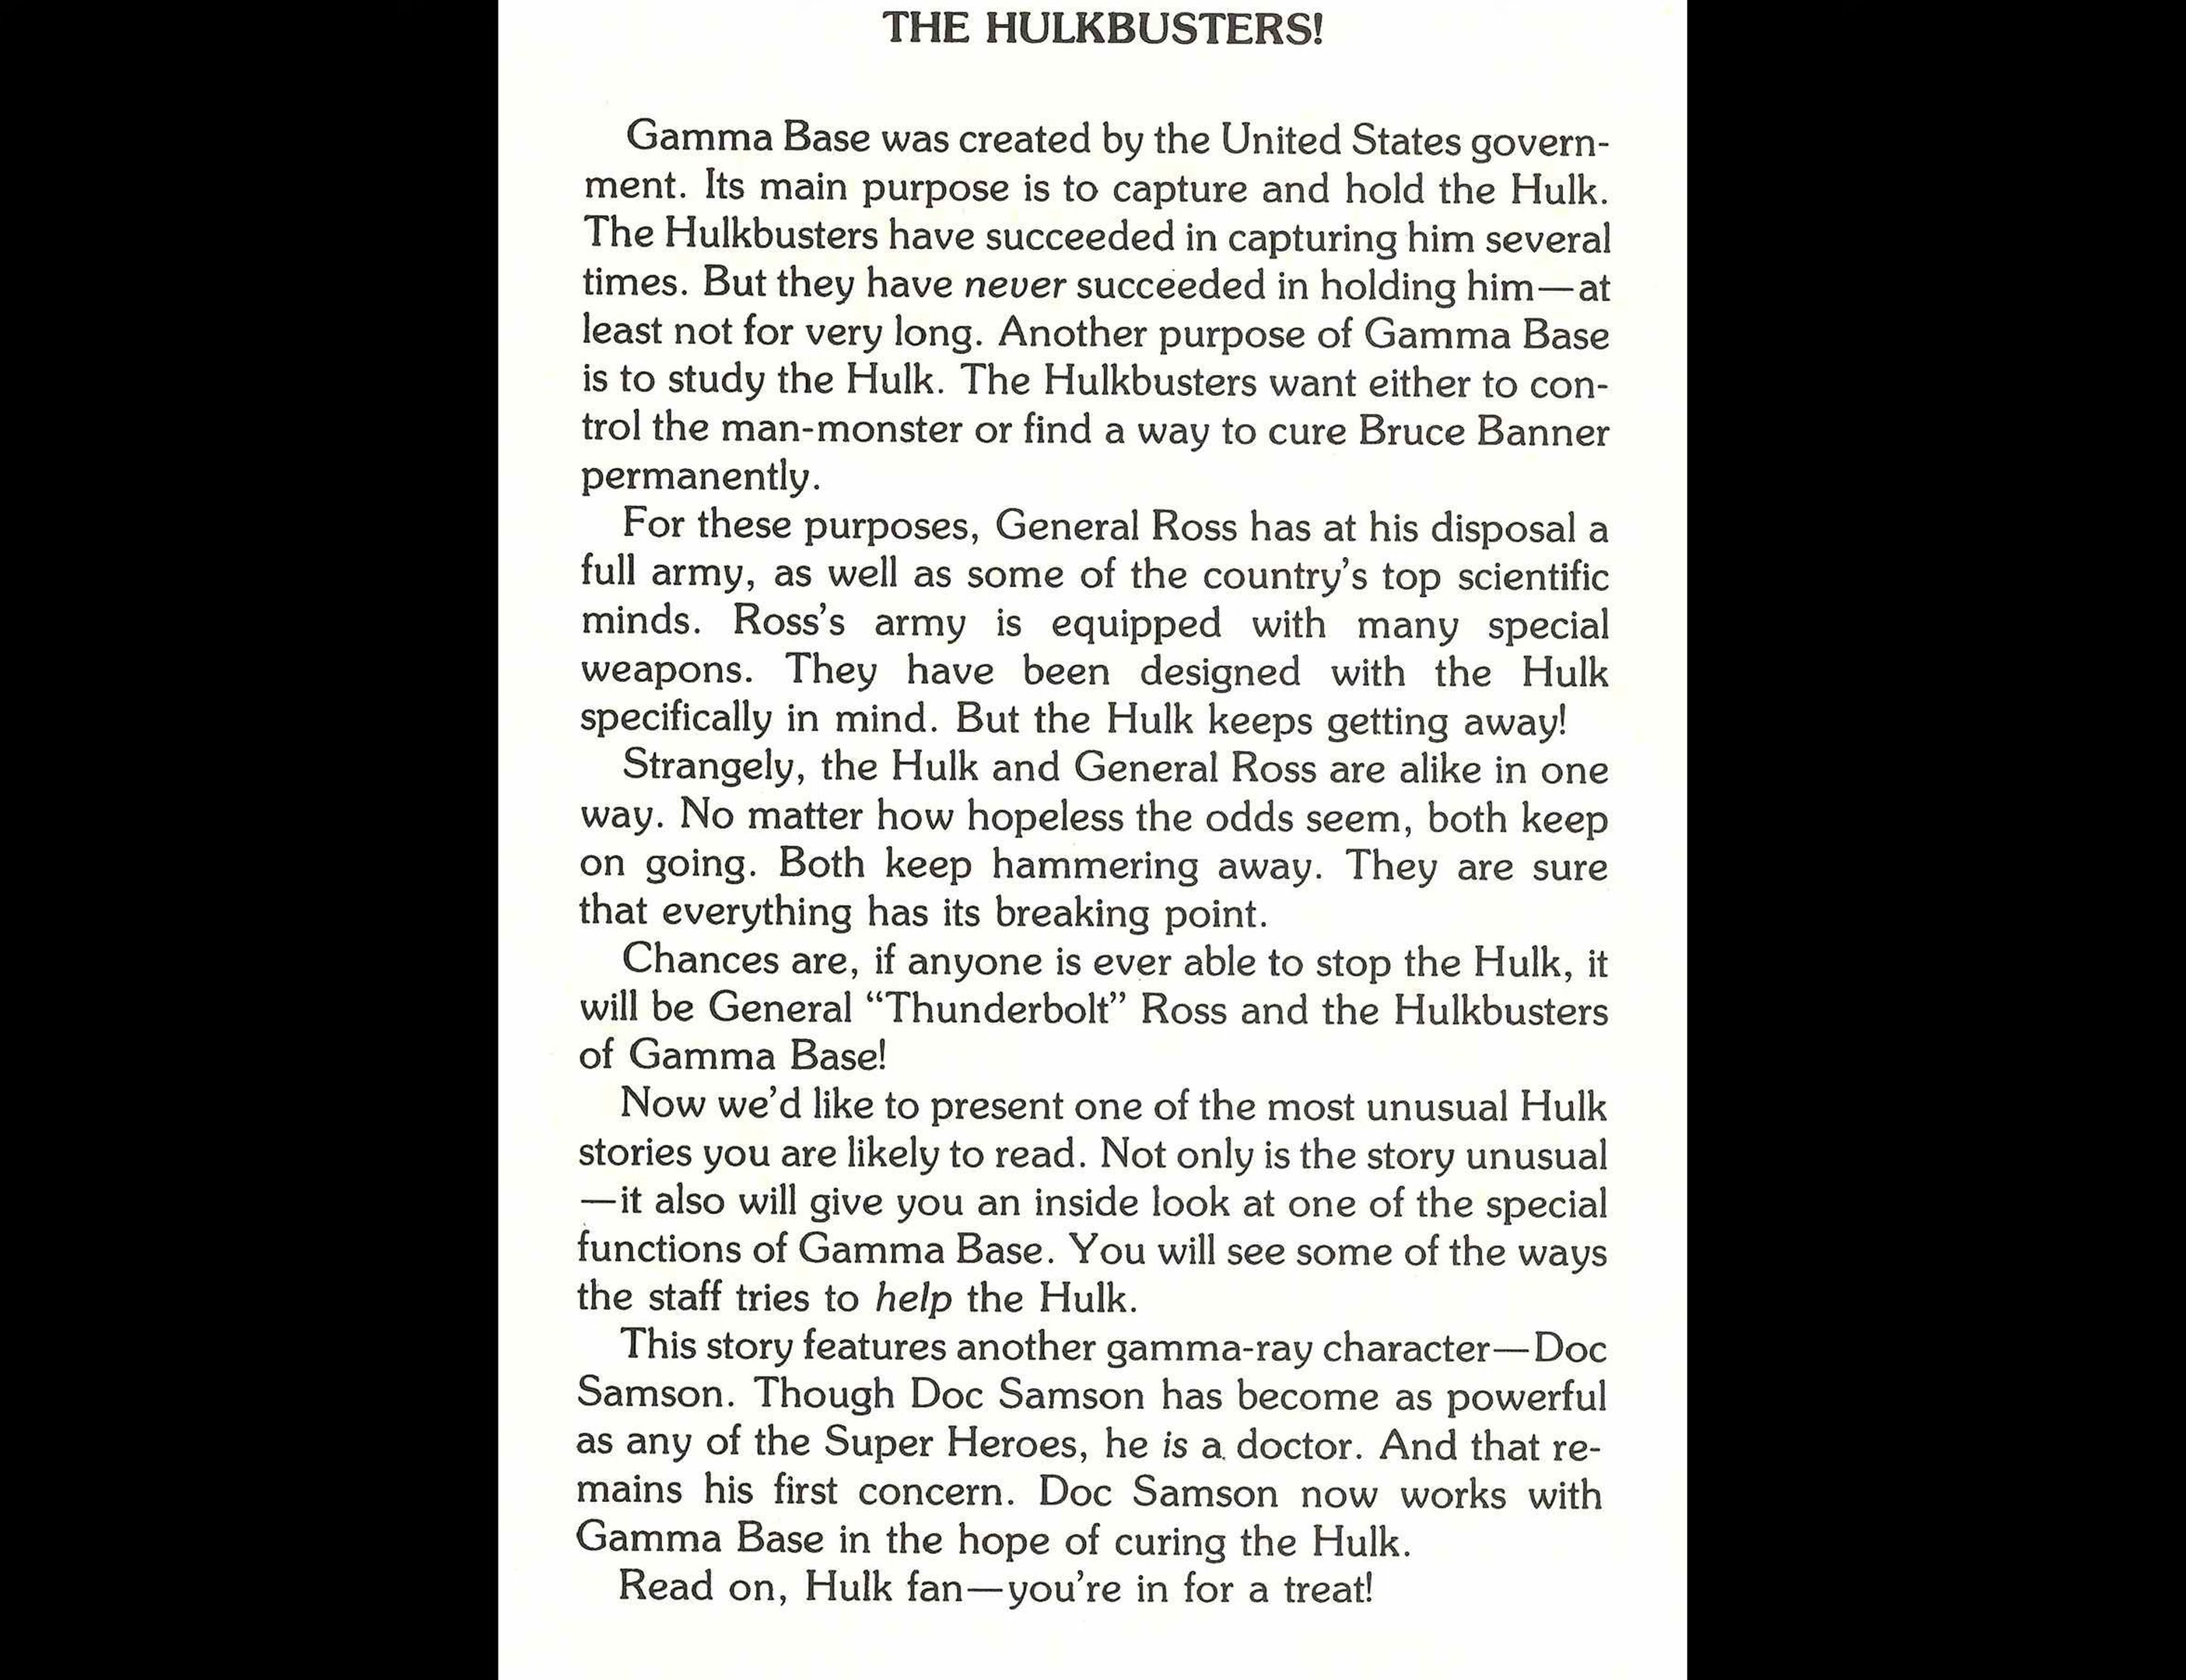 THE HULKBUSTERS!
Gamma Base was created by the United States govern-
ment. Its main purpose is to capture and hold the Hulk.
The Hulkbusters have succeeded in capturing him several
times. But they have never succeeded in holding him—at
least not for very long. Another purpose of Gamma Base
is to study the Hulk. The Hulkbusters want either to con-
trol the man-monster or find a way to cure Bruce Banner
permanently.
For these purposes, General Ross has at his disposal a
full army, as well as some of the country's top scientific
minds. Ross's army is equipped with many special
weapons. They have been designed with the Hulk
specifically in mind. But the Hulk keeps getting away!
Strangely, the Hulk and General Ross are alike in one
way. No matter how hopeless the odds seem, both keep
on going. Both keep hammering away. They are sure
that everything has its breaking point.
Chances are, if anyone is ever able to stop the Hulk, it
will be General “Thunderbolt” Ross and the Hulkbusters
of Gamma Base!
Now we'd like to present one of the most unusual Hulk
stories you are likely to read. Not only is the story unusual
—it also will give you an inside look at one of the special
functions of Gamma Base. You will see some of the ways
the staff tries to help the Hulk.
This story features another gamma-ray character—Doc
Samson. Though Doc Samson has become as powerful
as any of the Super Heroes, he is a doctor. And that re-
mains his first concern. Doc Samson now works with
Gamma Base in the hope of curing the Hulk.
Read on, Hulk fan—you're in for a treat!